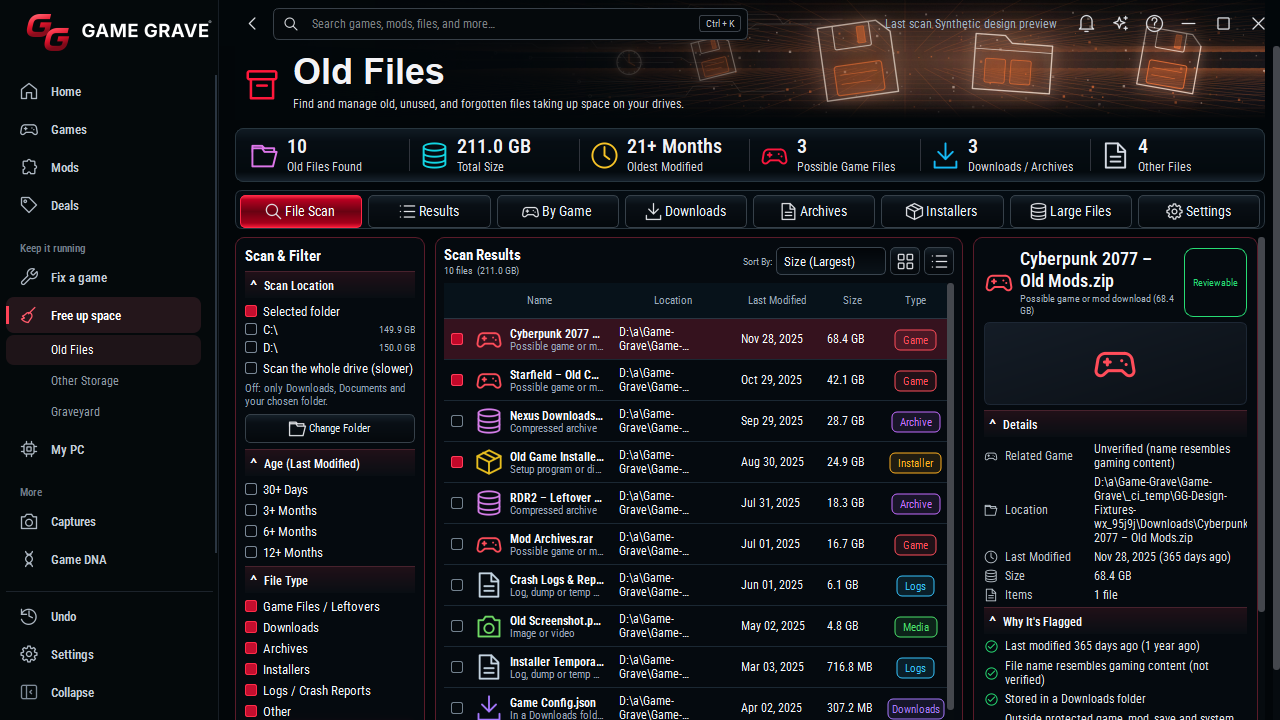 GAME GRAVE
Search games, mods, files, and more...
Ctrl + K
Last scan Synthetic design preview
Old Files
Find and manage old, unused, and forgotten files taking up space on your drives.
Home
Games
Mods
Deals
Keep it running
Fix a game
Free up space
Old Files
Other Storage
Graveyard
My PC
More
Captures
Game DNA
Undo
Settings
Collapse
10
Old Files Found
211.0 GB
Total Size
21+ Months
Oldest Modified
3
Possible Game Files
3
Downloads / Archives
4
Other Files
File Scan
Results
By Game
Downloads
Archives
Installers
Large Files
Settings
Scan & Filter
^ Scan Location
Selected folder
C:\ 149.9 GB
D:\ 150.0 GB
Scan the whole drive (slower)
Off: only Downloads, Documents and
your chosen folder.
Change Folder
^ Age (Last Modified)
30+ Days
3+ Months
6+ Months
12+ Months
^ File Type
Game Files / Leftovers
Downloads
Archives
Installers
Logs / Crash Reports
Other
Scan Results
10 files (211.0 GB)
Sort By: Size (Largest)
Name Location Last Modified Size Type
Cyberpunk 2077 ...
Possible game or m...
D:\a\Game-
Grave\Game-...
Nov 28, 2025 68.4 GB Game
Starfield – Old C...
Possible game or m...
D:\a\Game-
Grave\Game-...
Oct 29, 2025 42.1 GB Game
Nexus Downloads...
Compressed archive
D:\a\Game-
Grave\Game-...
Sep 29, 2025 28.7 GB Archive
Old Game Installe...
Setup program or di...
D:\a\Game-
Grave\Game-...
Aug 30, 2025 24.9 GB Installer
RDR2 – Leftover ...
Compressed archive
D:\a\Game-
Grave\Game-...
Jul 31, 2025 18.3 GB Archive
Mod Archives.rar
Possible game or m...
D:\a\Game-
Grave\Game-...
Jul 01, 2025 16.7 GB Game
Crash Logs & Rep...
Log, dump or temp ...
D:\a\Game-
Grave\Game-...
Jun 01, 2025 6.1 GB Logs
Old Screenshot.p...
Image or video
D:\a\Game-
Grave\Game-...
May 02, 2025 4.8 GB Media
Installer Tempora...
Log, dump or temp ...
D:\a\Game-
Grave\Game-...
Mar 03, 2025 716.8 MB Logs
Game Config.json
In a Downloads fold...
D:\a\Game-
Grave\Game-...
Apr 02, 2025 307.2 MB Downloads
Cyberpunk 2077 –
Old Mods.zip
Possible game or mod download (68.4
GB)
Reviewable
^ Details
Related Game Unverified (name resembles
gaming content)
Location D:\a\Game-Grave\Game-
Grave\_ci_temp\GG-Design-
Fixtures-
wx_95j9j\Downloads\Cyberpunk
2077 – Old Mods.zip
Last Modified Nov 28, 2025 (365 days ago)
Size 68.4 GB
Items 1 file
^ Why It's Flagged
Last modified 365 days ago (1 year ago)
File name resembles gaming content (not
verified)
Stored in a Downloads folder
Outside protected game, mod, save and system